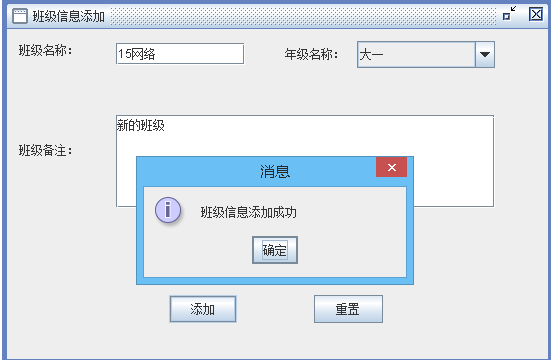 班级信息添加
班级名称： 15网络 年级名称： 大一
新的班级
班级备注：
消息
班级信息添加成功
确定
添加 重置